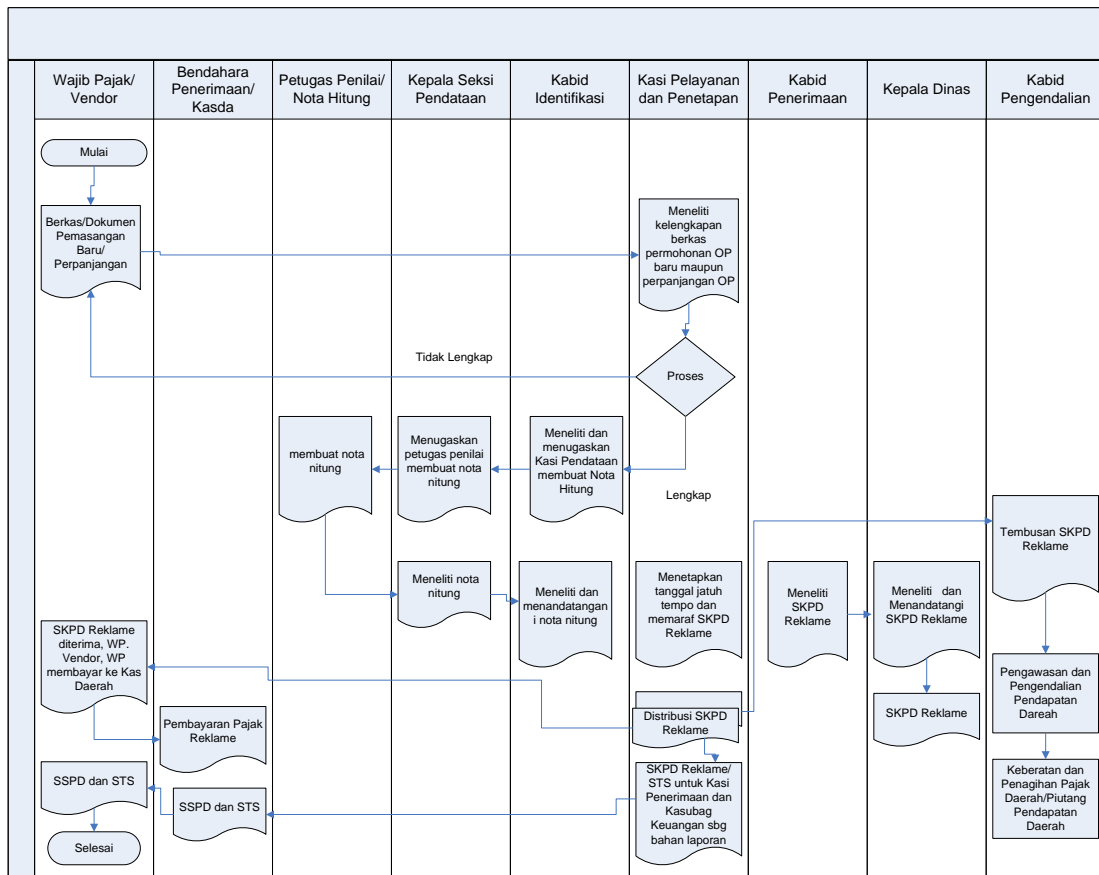 Wajib Pajak/
Vendor
Bendahara
Penerimaan/
Kasda
Petugas Penilai/
Nota Hitung
Kepala Seksi
Pendataan
Kabid
Identifikasi
Kasi Pelayanan
dan Penetapan
Kabid
Penerimaan
Kepala Dinas
Kabid
Pengendalian
Mulai
Berkas/Dokumen
Pemasangan
Baru/
Perpanjangan
Meneliti
kelengkapan
berkas
permohonan OP
baru maupun
perpanjangan OP
Tidak Lengkap
Proses
membuat nota
nitung
Menugaskan
petugas penilai
membuat nota
nitung
Meneliti dan
menugaskan
Kasi Pendataan
membuat Nota
Hitung
Lengkap
Tembusan SKPD
Reklame
Meneliti nota
nitung
Meneliti dan
menandatangan
i nota nitung
Menetapkan
tanggal jatuh
tempo dan
memaraf SKPD
Reklame
Meneliti
SKPD
Reklame
Meneliti dan
Menandatangi
SKPD Reklame
SKPD Reklame
diterima, WP.
Vendor, WP
membayar ke Kas
Daerah
Pengawasan dan
Pengendalian
Pendapatan
Dareah
SKPD Reklame
Distribusi SKPD
Reklame
Pembayaran Pajak
Reklame
SSPD dan STS
SSPD dan STS
SKPD Reklame/
STS untuk Kasi
Penerimaan dan
Kasubag
Keuangan sbg
bahan laporan
Keberatan dan
Penagihan Pajak
Daerah/Piutang
Pendapatan
Daerah
Selesai